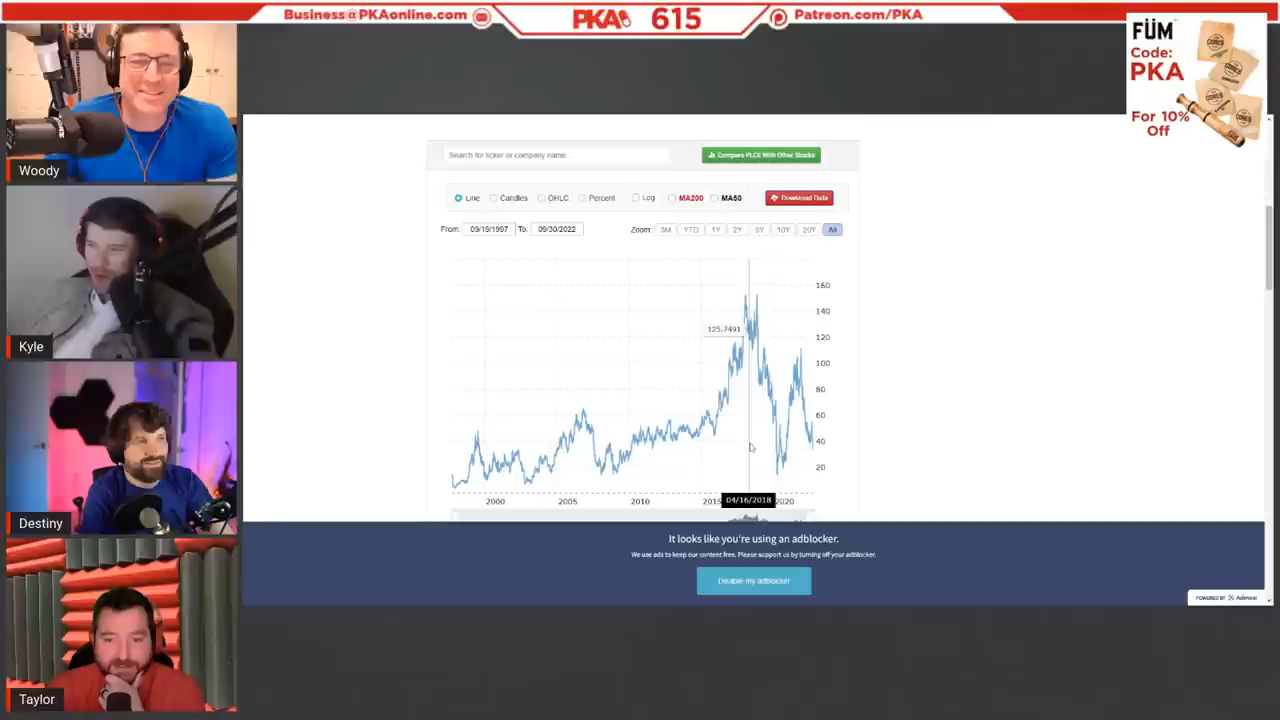 Business@PKAonline.com
PKA 615
Patreon.com/PKA
FÜM
Code:
PKA
For 10%
Off
Woody
Kyle
Destiny
Taylor
Search for ticker or company name...
Compare PLCE With Other Stocks
Line Candles OHLC Percent Log MA200 MA50 Download Data
From: 09/19/1997 To: 09/30/2022 Zoom: 3M YTD 1Y 2Y 5Y 10Y 20Y All
160
140
125.7491
120
100
80
60
40
20
2000 2005 2010 2015 04/16/2018 2020
It looks like you're using an adblocker.
We use ads to keep our content free. Please support us by turning off your adblocker.
Disable my adblocker
POWERED BY Admiral